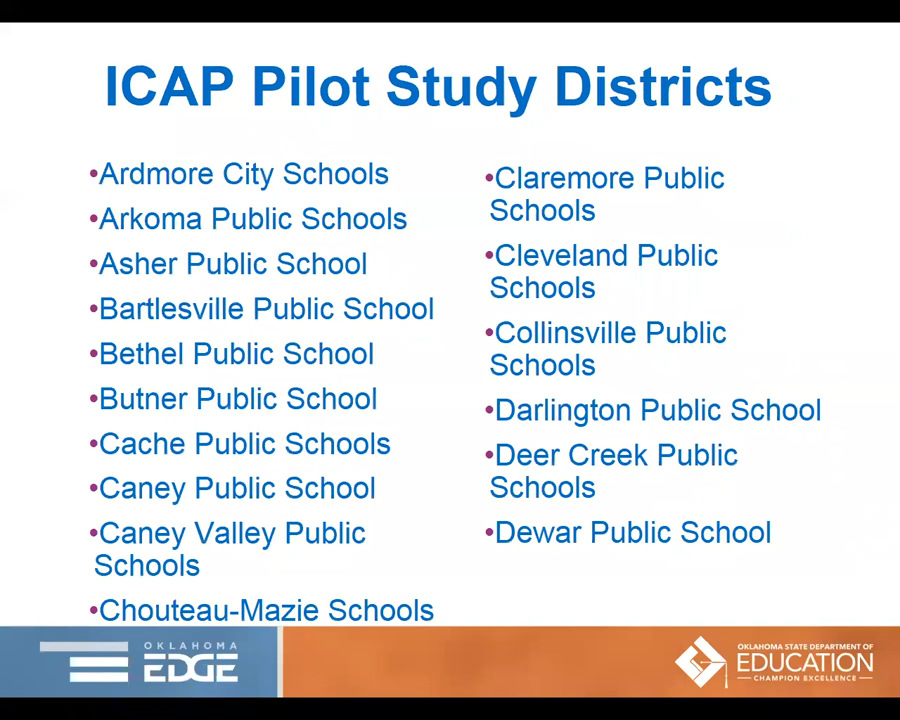 ICAP Pilot Study Districts
•Ardmore City Schools
•Arkoma Public Schools
•Asher Public School
•Bartlesville Public School
•Bethel Public School
•Butner Public School
•Cache Public Schools
•Caney Public School
•Caney Valley Public
Schools
•Chouteau-Mazie Schools
•Claremore Public
Schools
•Cleveland Public
Schools
•Collinsville Public
Schools
•Darlington Public School
•Deer Creek Public
Schools
•Dewar Public School
OKLAHOMA
EDGE
OKLAHOMA STATE DEPARTMENT OF
EDUCATION
CHAMPION EXCELLENCE